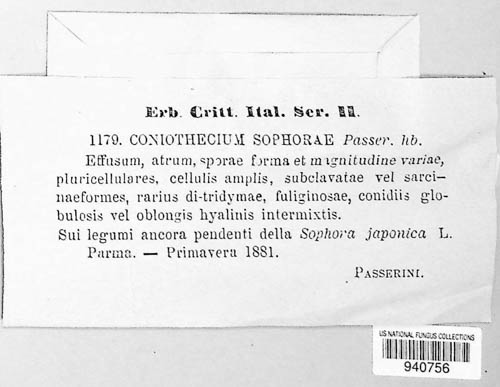 Erb. Critt. Ital. Ser. II.
1179. CONIOTHECIUM SOPHORAE Passer. hb.
Effusum, atrum, sporae forma et magnitudine variae,
pluricellulares, cellulis amplis, subclavatae vel sarci-
naeformes, rarius di-tridymae, fuliginosae, conidiis glo-
bulosis vel oblongis hyalinis intermixtis.
Sui legumi ancora pendenti della Sophora japonica L.
Parma. — Primavera 1881.
PASSERINI.
US NATIONAL FUNGUS COLLECTIONS
940756